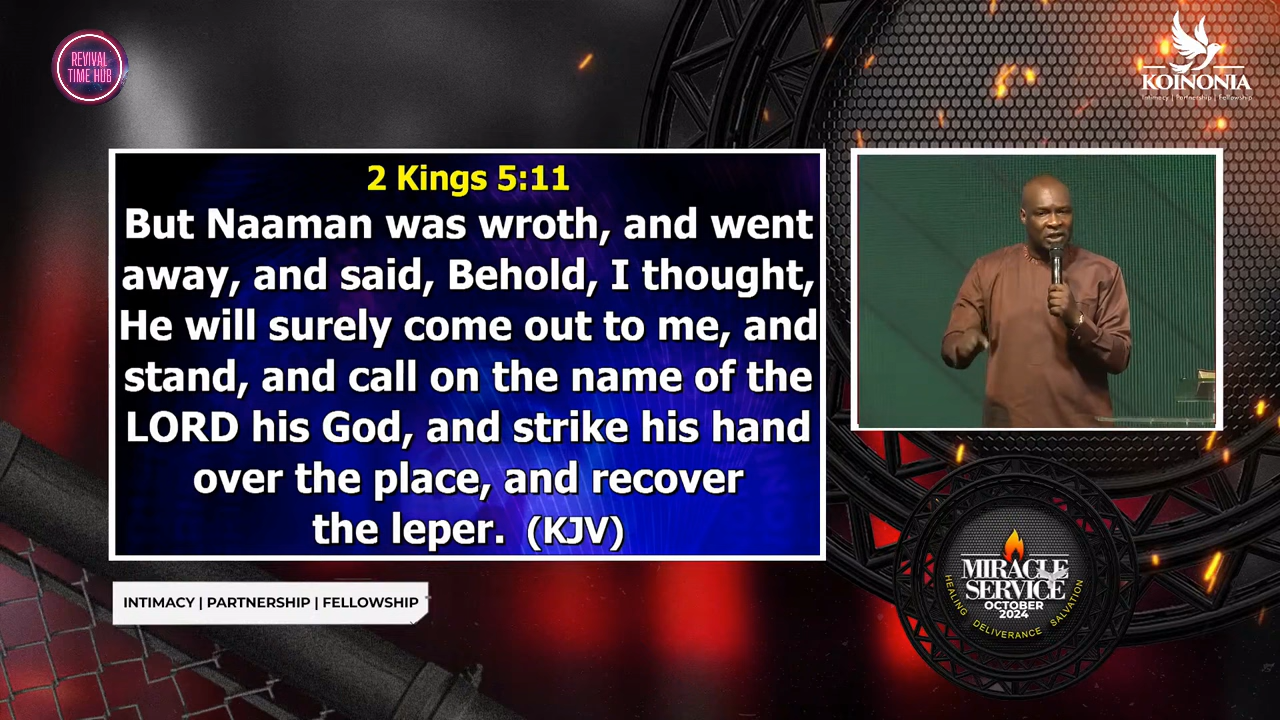 REVIVAL
TIME HUB
KOINONIA
Intimacy | Partnership | Fellowship
2 Kings 5:11
But Naaman was wroth, and went
away, and said, Behold, I thought,
He will surely come out to me, and
stand, and call on the name of the
LORD his God, and strike his hand
over the place, and recover
the leper. (KJV)
INTIMACY | PARTNERSHIP | FELLOWSHIP
MIRACLE
SERVICE
OCTOBER
2024
HEALING DELIVERANCE SALVATION